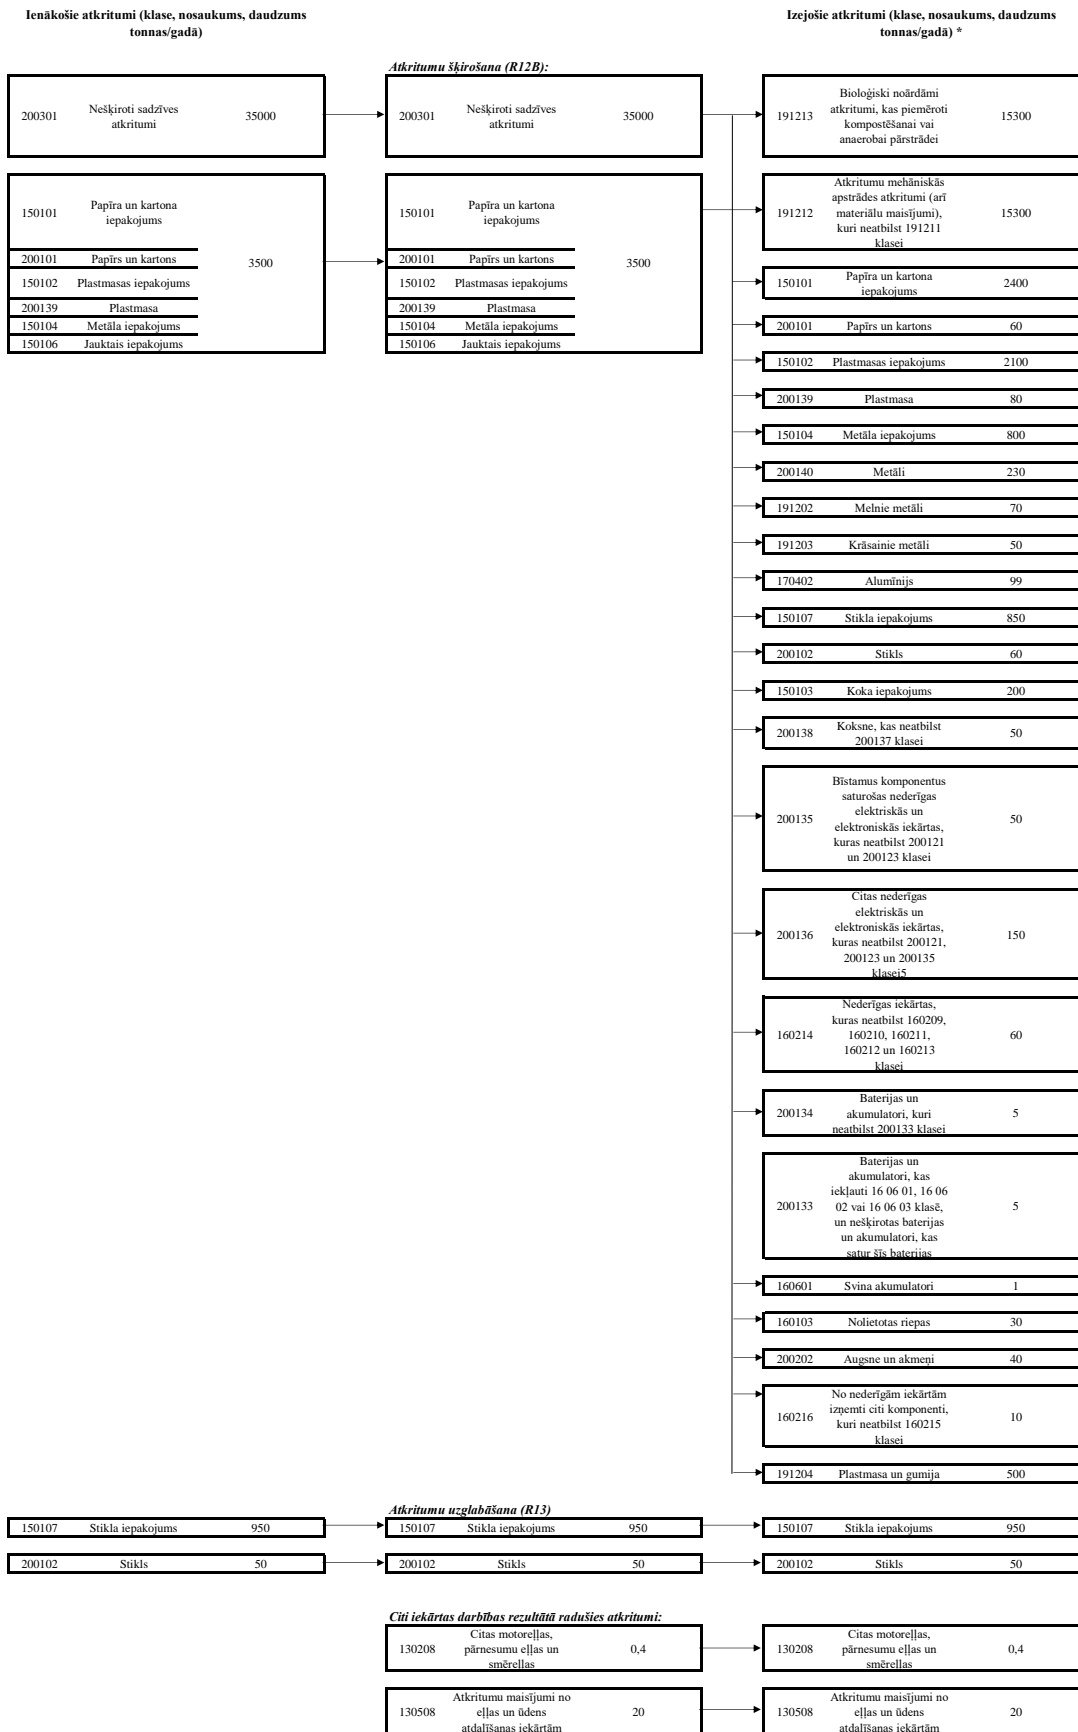 Ienākošie atkritumi (klase, nosaukums, daudzums
tonnas/gadā)
Izejošie atkritumi (klase, nosaukums, daudzums
tonnas/gadā) *
Atkritumu šķirošana (R12B):
200301 Nešķiroti sadzīves
atkritumi 35000
200301 Nešķiroti sadzīves
atkritumi 35000
191213 Bioloģiski noārdāmi
atkritumi, kas piemēroti
kompostēšanai vai
anaerobai pārstrādei 15300
150101 Papīra un kartona
iepakojums
200101 Papīrs un kartons
3500
150102 Plastmasas iepakojums
200139 Plastmasa
150104 Metāla iepakojums
150106 Jauktais iepakojums
150101 Papīra un kartona
iepakojums
200101 Papīrs un kartons
3500
150102 Plastmasas iepakojums
200139 Plastmasa
150104 Metāla iepakojums
150106 Jauktais iepakojums
191212 Atkritumu mehāniskās
apstrādes atkritumi (arī
materiālu maisījumi),
kuri neatbilst 191211
klasei 15300
150101 Papīra un kartona
iepakojums 2400
200101 Papīrs un kartons 60
150102 Plastmasas iepakojums 2100
200139 Plastmasa 80
150104 Metāla iepakojums 800
200140 Metāli 230
191202 Melnie metāli 70
191203 Krāsainie metāli 50
170402 Alumīnijs 99
150107 Stikla iepakojums 850
200102 Stikls 60
150103 Koka iepakojums 200
200138 Koksne, kas neatbilst
200137 klasei 50
200135 Bīstamus komponentus
saturošas nederīgas
elektriskās un
elektroniskās iekārtas,
kuras neatbilst 200121
un 200123 klasei 50
200136 Citas nederīgas
elektriskās un
elektroniskās iekārtas,
kuras neatbilst 200121,
200123 un 200135
klasei5 150
160214 Nederīgas iekārtas,
kuras neatbilst 160209,
160210, 160211,
160212 un 160213
klasei 60
200134 Baterijas un
akumulatori, kuri
neatbilst 200133 klasei 5
200133 Baterijas un
akumulatori, kas
iekļauti 16 06 01, 16 06
02 vai 16 06 03 klasē,
un nešķirotas baterijas
un akumulatori, kas
satur šīs baterijas 5
160601 Svina akumulatori 1
160103 Nolietotas riepas 30
200202 Augsne un akmeņi 40
160216 No nederīgām iekārtām
izņemti citi komponenti,
kuri neatbilst 160215
klasei 10
191204 Plastmasa un gumija 500
Atkritumu uzglabāšana (R13)
150107 Stikla iepakojums 950
150107 Stikla iepakojums 950
150107 Stikla iepakojums 950
200102 Stikls 50
200102 Stikls 50
200102 Stikls 50
Citi iekārtas darbības rezultātā radušies atkritumi:
130208 Citas motoreļļas,
pārnesumu eļļas un
smēreļļas 0,4
130208 Citas motoreļļas,
pārnesumu eļļas un
smēreļļas 0,4
130508 Atkritumu maisījumi no
eļļas un ūdens
atdalīšanas iekārtām 20
130508 Atkritumu maisījumi no
eļļas un ūdens
atdalīšanas iekārtām 20